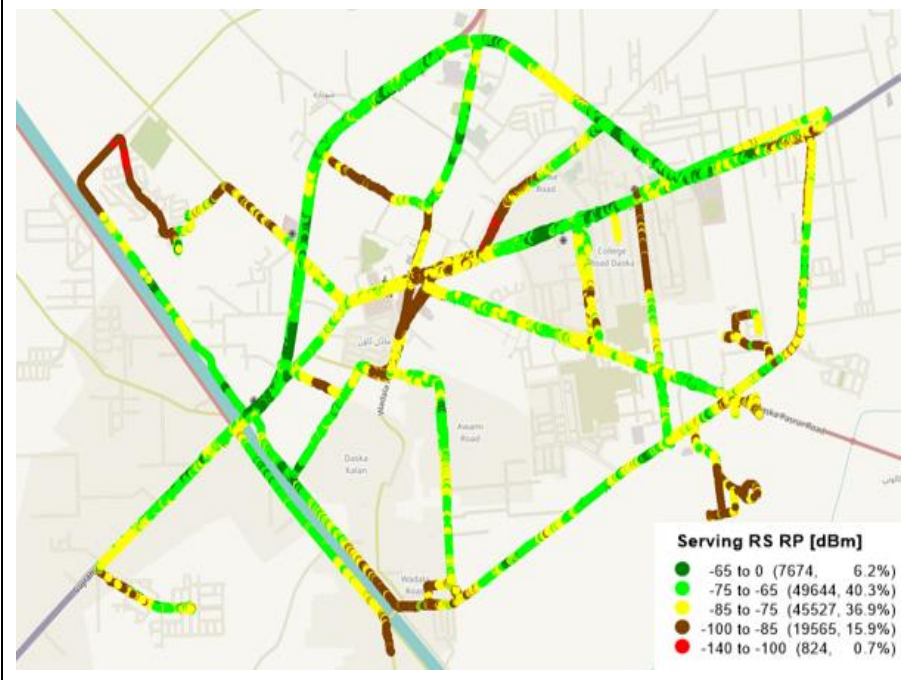 Road
College
Road Daska
Awami
Road
Daska
Kalan
Wadala
Road
Serving RS RP [dBm]
-65 to 0 (7674, 6.2%)
-75 to -65 (49644, 40.3%)
-85 to -75 (45527, 36.9%)
-100 to -85 (19565, 15.9%)
-140 to -100 (824, 0.7%)